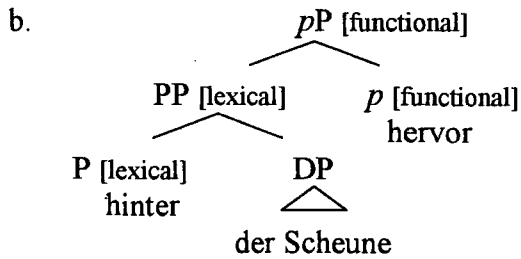 b. pP [functional]
PP [lexical] p [functional]
hervor
P [lexical] DP
hinter
der Scheune